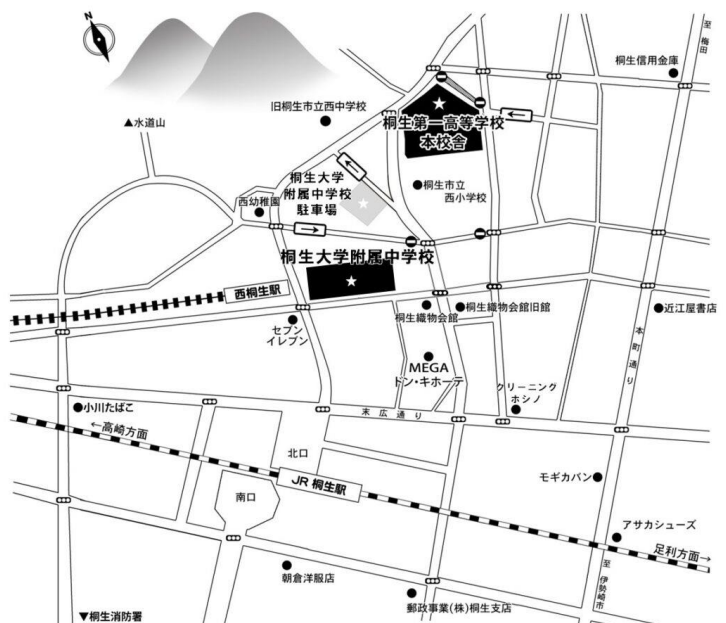 N
至
梅田
桐生信用金庫
旧桐生市立西中学校
▲水道山
桐生第一高等学校
本校舎
桐生大学
附属中学校
駐車場
桐生市立
西小学校
西幼稚園
桐生大学附属中学校
西桐生駅
桐生織物会館
桐生織物会館旧館
近江屋書店
セブン
イレブン
本町通り
MEGA
ドン・キホーテ
クリーニング
ホシノ
小川たばこ
末広通り
←高崎方面
北口
JR 桐生駅
南口
モギカバン
アサカシューズ
足利方面→
至
伊勢崎市
朝倉洋服店
郵政事業(株)桐生支店
▼桐生消防署